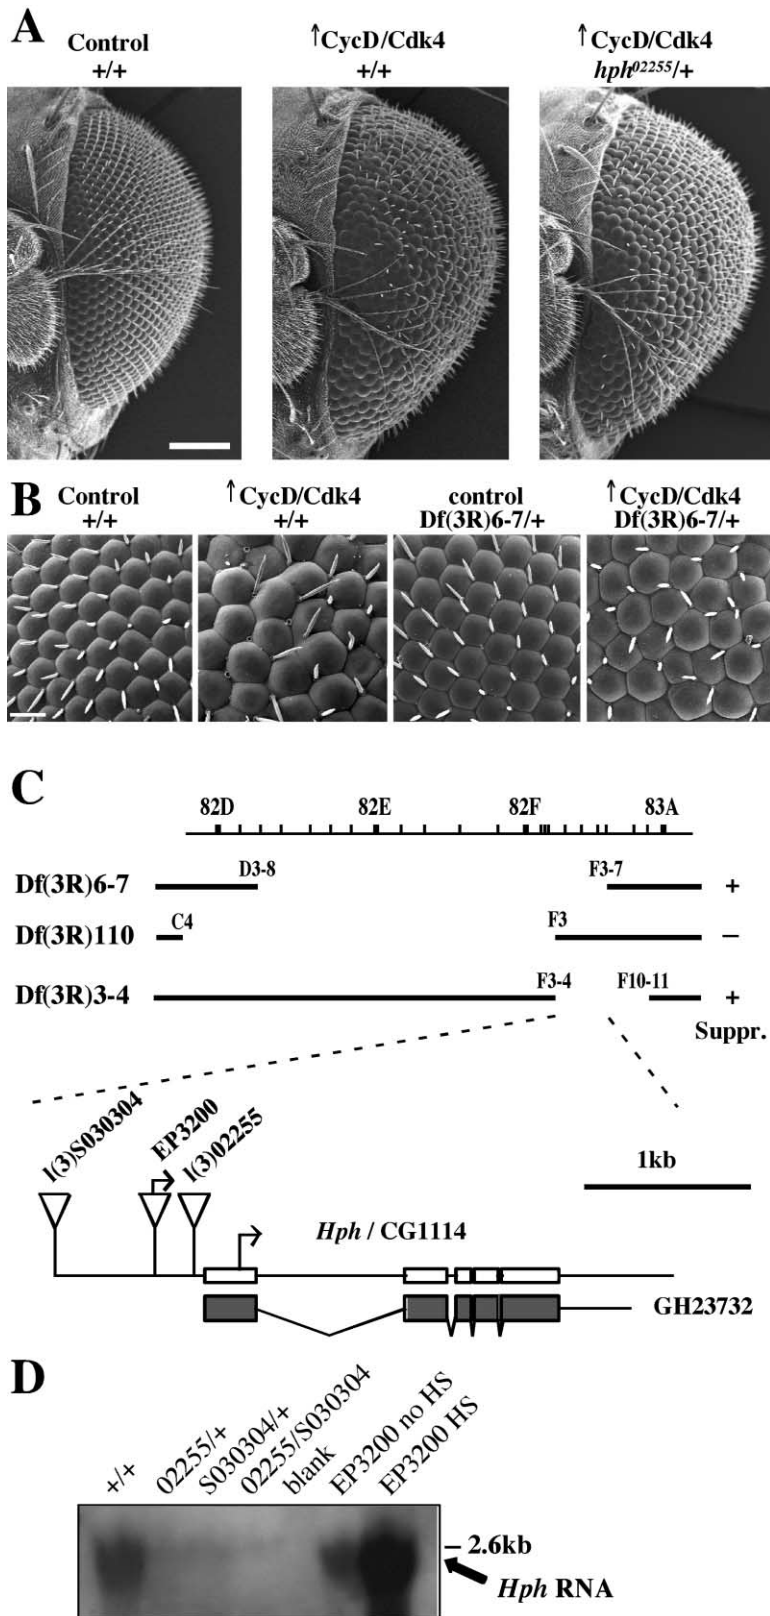 A
Control
+/+
↑CycD/Cdk4
+/+
↑CycD/Cdk4
hph02255/+
B
Control
+/+
↑CycD/Cdk4
+/+
control
Df(3R)6-7/+
↑CycD/Cdk4
Df(3R)6-7/+
C
82D 82E 82F 83A
Df(3R)6-7 D3-8 F3-7 +
Df(3R)110 C4 F3 –
Df(3R)3-4 F3-4 F10-11 +
Suppr.
l(3)S030304
EP3200
l(3)02255
1kb
Hph / CG1114
GH23732
D
+/+
02255/+
S030304/+
02255/S030304
blank
EP3200 no HS
EP3200 HS
– 2.6kb
Hph RNA